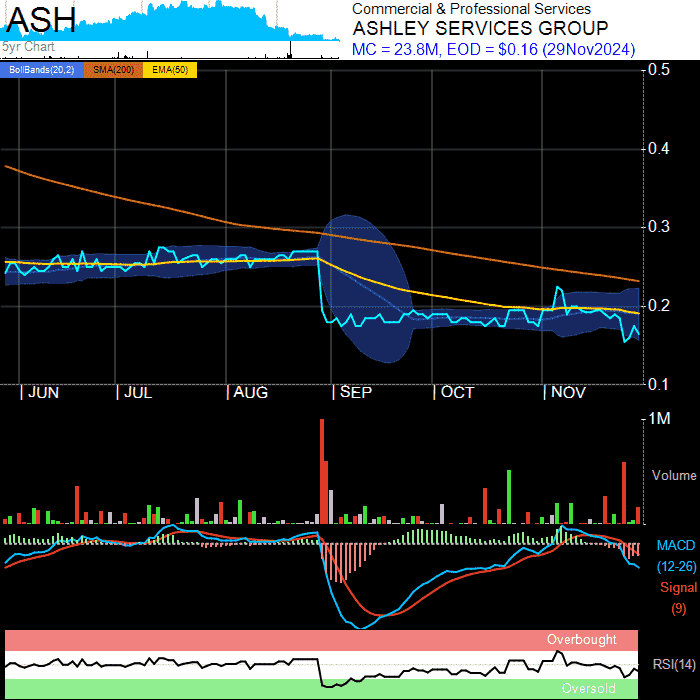 ASH
5yr Chart
Commercial & Professional Services
ASHLEY SERVICES GROUP
MC = 23.8M, EOD = $0.16 (29Nov2024)
BollBands(20,2) SMA(200) EMA(50)
0.5
0.4
0.3
0.2
0.1
JUN JUL AUG SEP OCT NOV
1M
Volume
MACD
(12-26)
Signal
(9)
Overbought
RSI(14)
Oversold